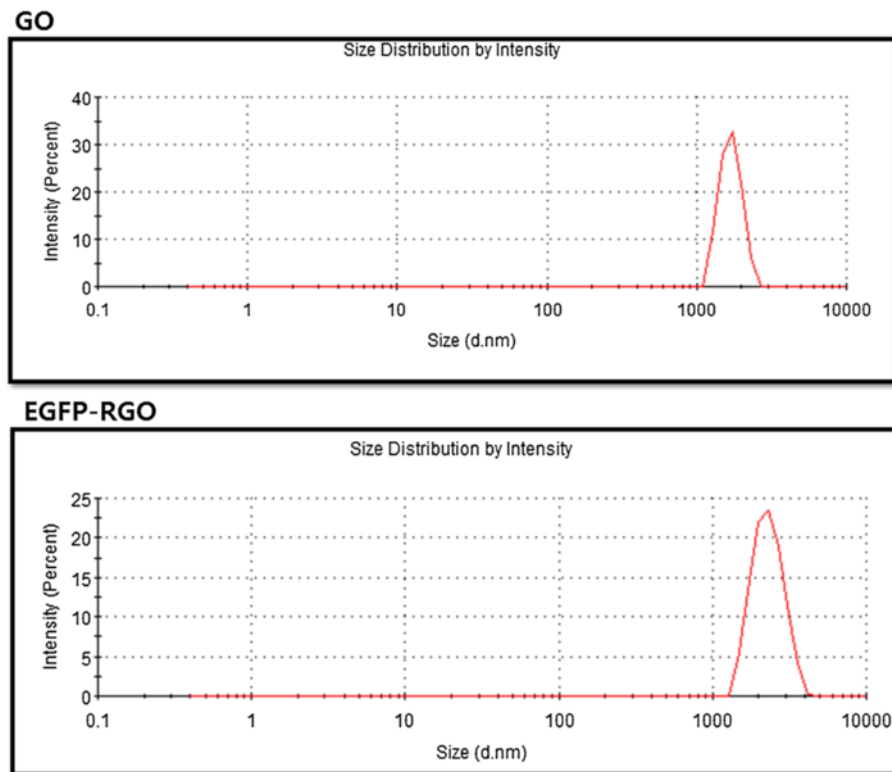 GO
Size Distribution by Intensity
Intensity (Percent)
40
30
20
10
0
0.1 1 10 100 1000 10000
Size (d.nm)
EGFP-RGO
Size Distribution by Intensity
Intensity (Percent)
25
20
15
10
5
0
0.1 1 10 100 1000 10000
Size (d.nm)